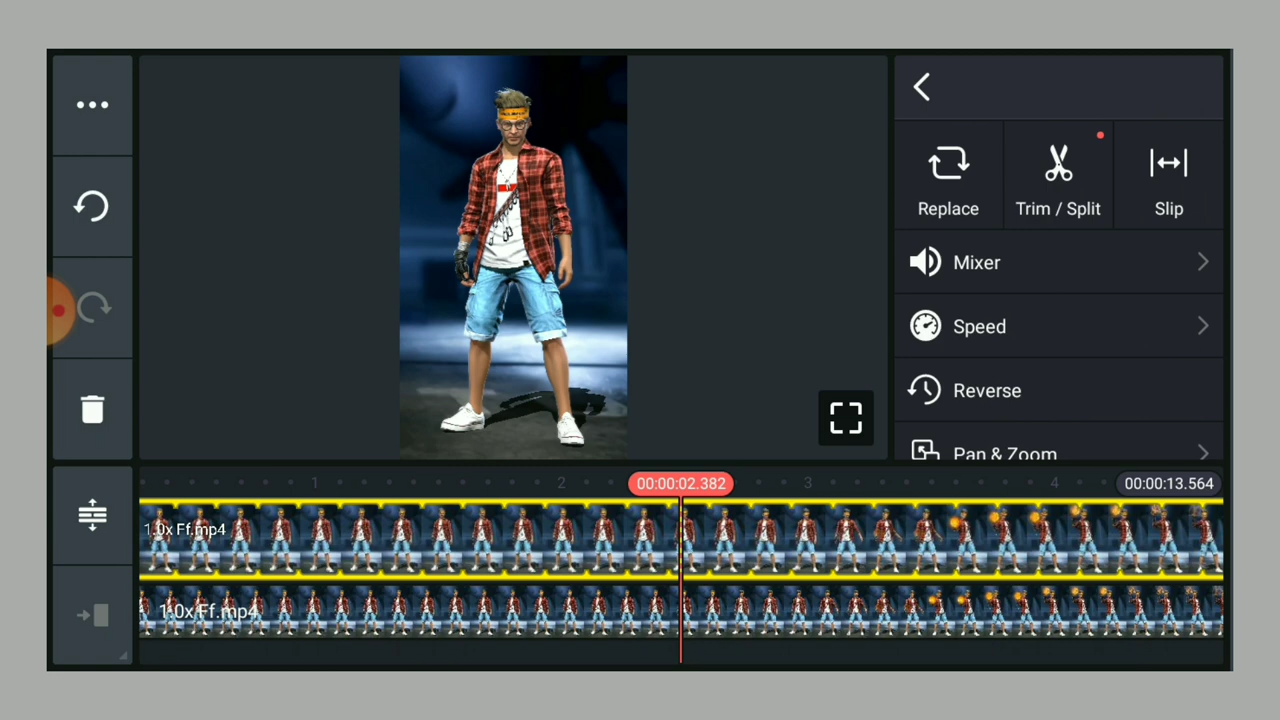 Replace
Trim / Split
Slip
Mixer
Speed
Reverse
Pan & Zoom
1
2
00:00:02.382
3
4
00:00:13.564
1.0x Ff.mp4
1.0x Ff.mp4